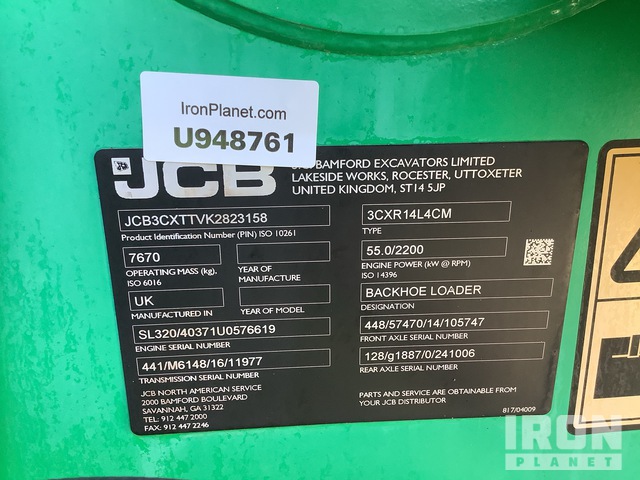 IronPlanet.com
U948761
JCB
BAMFORD EXCAVATORS LIMITED
LAKESIDE WORKS, ROCESTER, UTTOXETER
UNITED KINGDOM, ST14 5JP
JCB3CXTTVK2823158
Product Identification Number (PIN) ISO 10261
7670
OPERATING MASS (kg),
ISO 6016
YEAR OF
MANUFACTURE
UK
MANUFACTURED IN
YEAR OF MODEL
SL320/40371U0576619
ENGINE SERIAL NUMBER
441/M6148/16/11977
TRANSMISSION SERIAL NUMBER
JCB NORTH AMERICAN SERVICE
2000 BAMFORD BOULEVARD
SAVANNAH, GA 31322
TEL: 912 447 2000
FAX: 912 447 2246
3CXR14L4CM
TYPE
55.0/2200
ENGINE POWER (kW @ RPM)
ISO 14396
BACKHOE LOADER
DESIGNATION
448/57470/14/105747
FRONT AXLE SERIAL NUMBER
128/g1887/0/241006
REAR AXLE SERIAL NUMBER
PARTS AND SERVICE ARE OBTAINABLE FROM
YOUR JCB DISTRIBUTOR
817/04009
IRON
PLANET